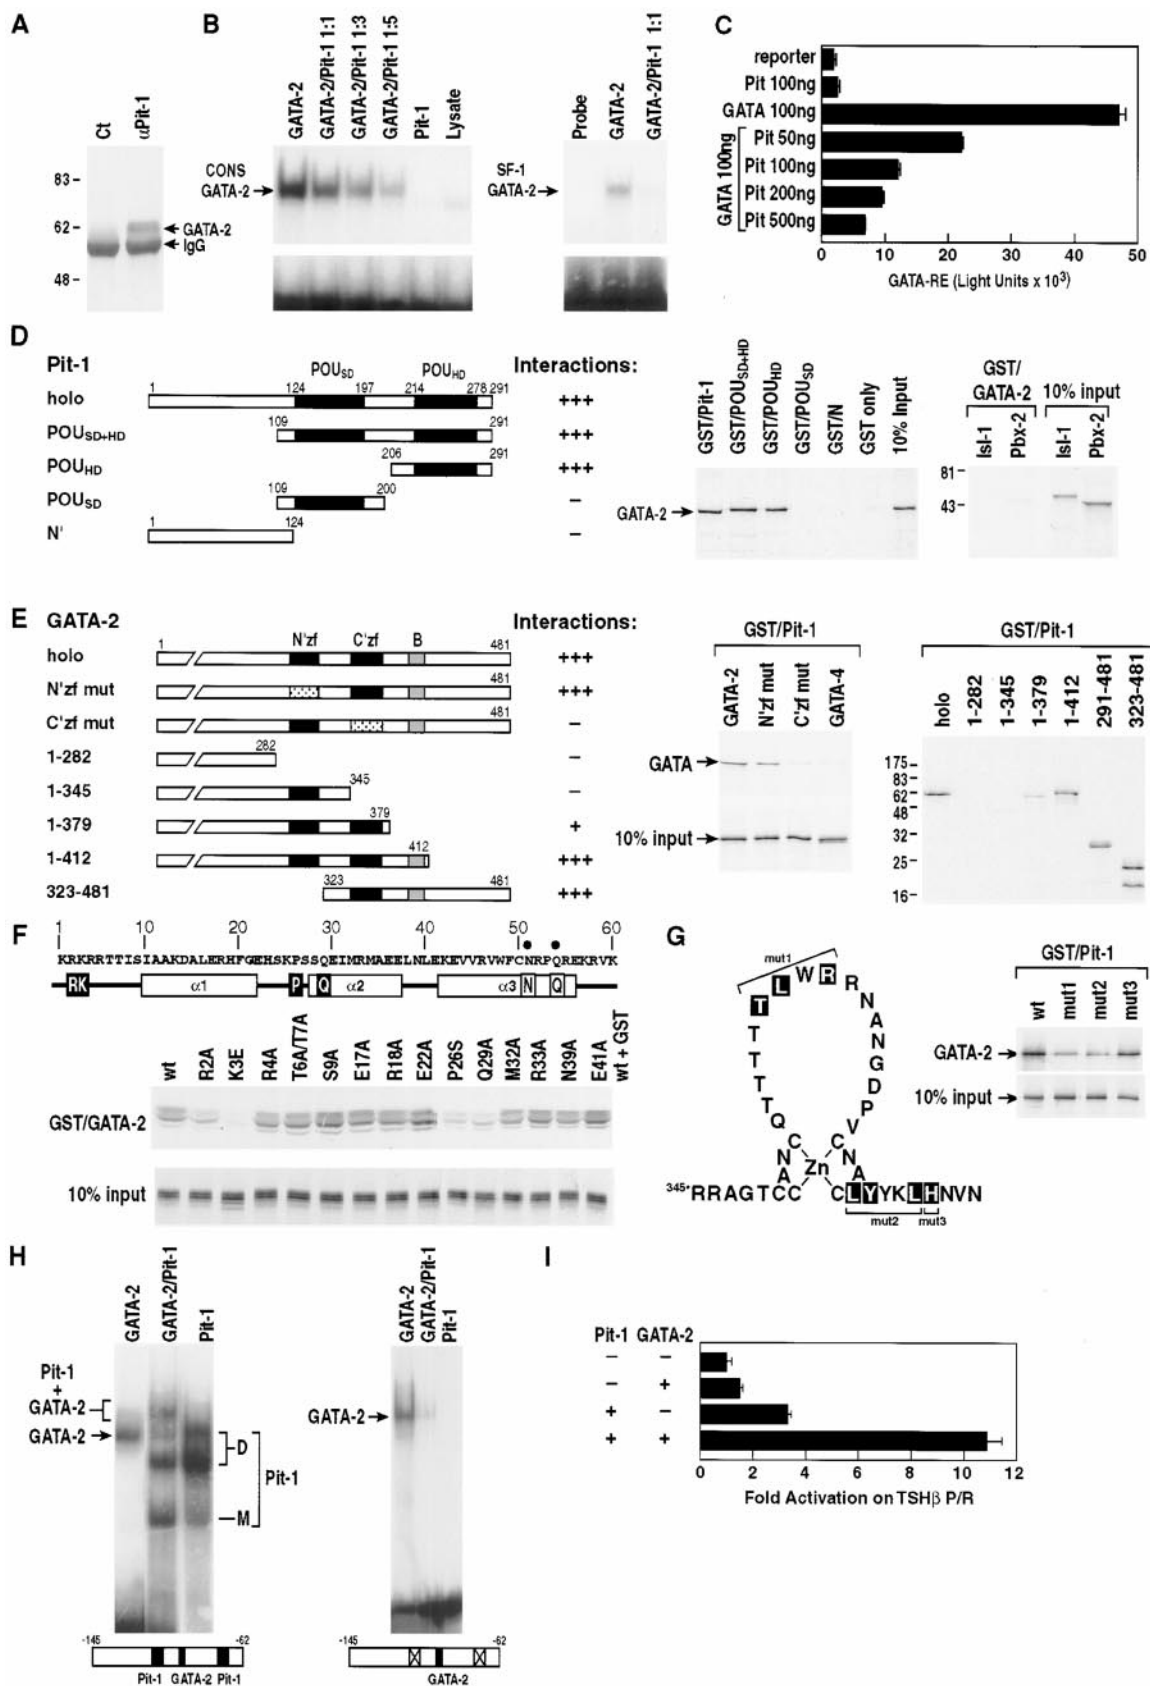 A
Ct
αPit-1
83
62
48
GATA-2
IgG
B
GATA-2
GATA-2/Pit-1 1:1
GATA-2/Pit-1 1:3
GATA-2/Pit-1 1:5
Pit-1
Lysate
CONS
GATA-2
Probe
GATA-2
GATA-2/Pit-1 1:1
SF-1
GATA-2
C
reporter
Pit 100ng
GATA 100ng
GATA 100ng
Pit 50ng
Pit 100ng
Pit 200ng
Pit 500ng
0 10 20 30 40 50
GATA-RE (Light Units x 10³)
D
Pit-1
Interactions:
POU_SD POU_HD
1 124 197 214 278 291
holo +++
109 291
POU_SD+HD +++
206 291
POU_HD +++
109 200
POU_SD –
1 124
N' –
GST/Pit-1
GST/POU_SD+HD
GST/POU_HD
GST/POU_SD
GST/N
GST only
10% Input
GATA-2
GST/
GATA-2
10% input
Isl-1
Pbx-2
Isl-1
Pbx-2
81
43
E
GATA-2
Interactions:
N'zf C'zf B
1 481
holo +++
481
N'zf mut +++
481
C'zf mut –
282
1-282 –
345
1-345 –
379
1-379 +
412
1-412 +++
323 481
323-481 +++
GST/Pit-1
GATA-2
N'zf mut
C'zf mut
GATA-4
GATA
10% input
GST/Pit-1
holo
1-282
1-345
1-379
1-412
291-481
323-481
175
83
62
48
32
25
16
F
1 10 20 30 40 50 60
KRKRRTTISIAAKDALERHFGEHSKPSSQEIMRMAEELNLEKEVVRVWFCNRPQREKRVK
RK α1 P Q α2 α3 N Q
wt
R2A
K3E
R4A
T6A/T7A
S9A
E17A
R18A
E22A
P26S
Q29A
M32A
R33A
N39A
E41A
wt + GST
GST/GATA-2
10% input
G
mut1
T L W R R N A N G D P V C N A
T T T T Q C N A
Zn
345*RRAGTCC CLYYKLHNVN
mut2 mut3
GST/Pit-1
wt
mut1
mut2
mut3
GATA-2
10% input
H
GATA-2
GATA-2/Pit-1
Pit-1
Pit-1
+
GATA-2
GATA-2
D
Pit-1
M
-145 -62
Pit-1 GATA-2 Pit-1
GATA-2
GATA-2/Pit-1
Pit-1
GATA-2
-145 -62
GATA-2
I
Pit-1 GATA-2
– –
– +
+ –
+ +
0 2 4 6 8 10 12
Fold Activation on TSHβ P/R